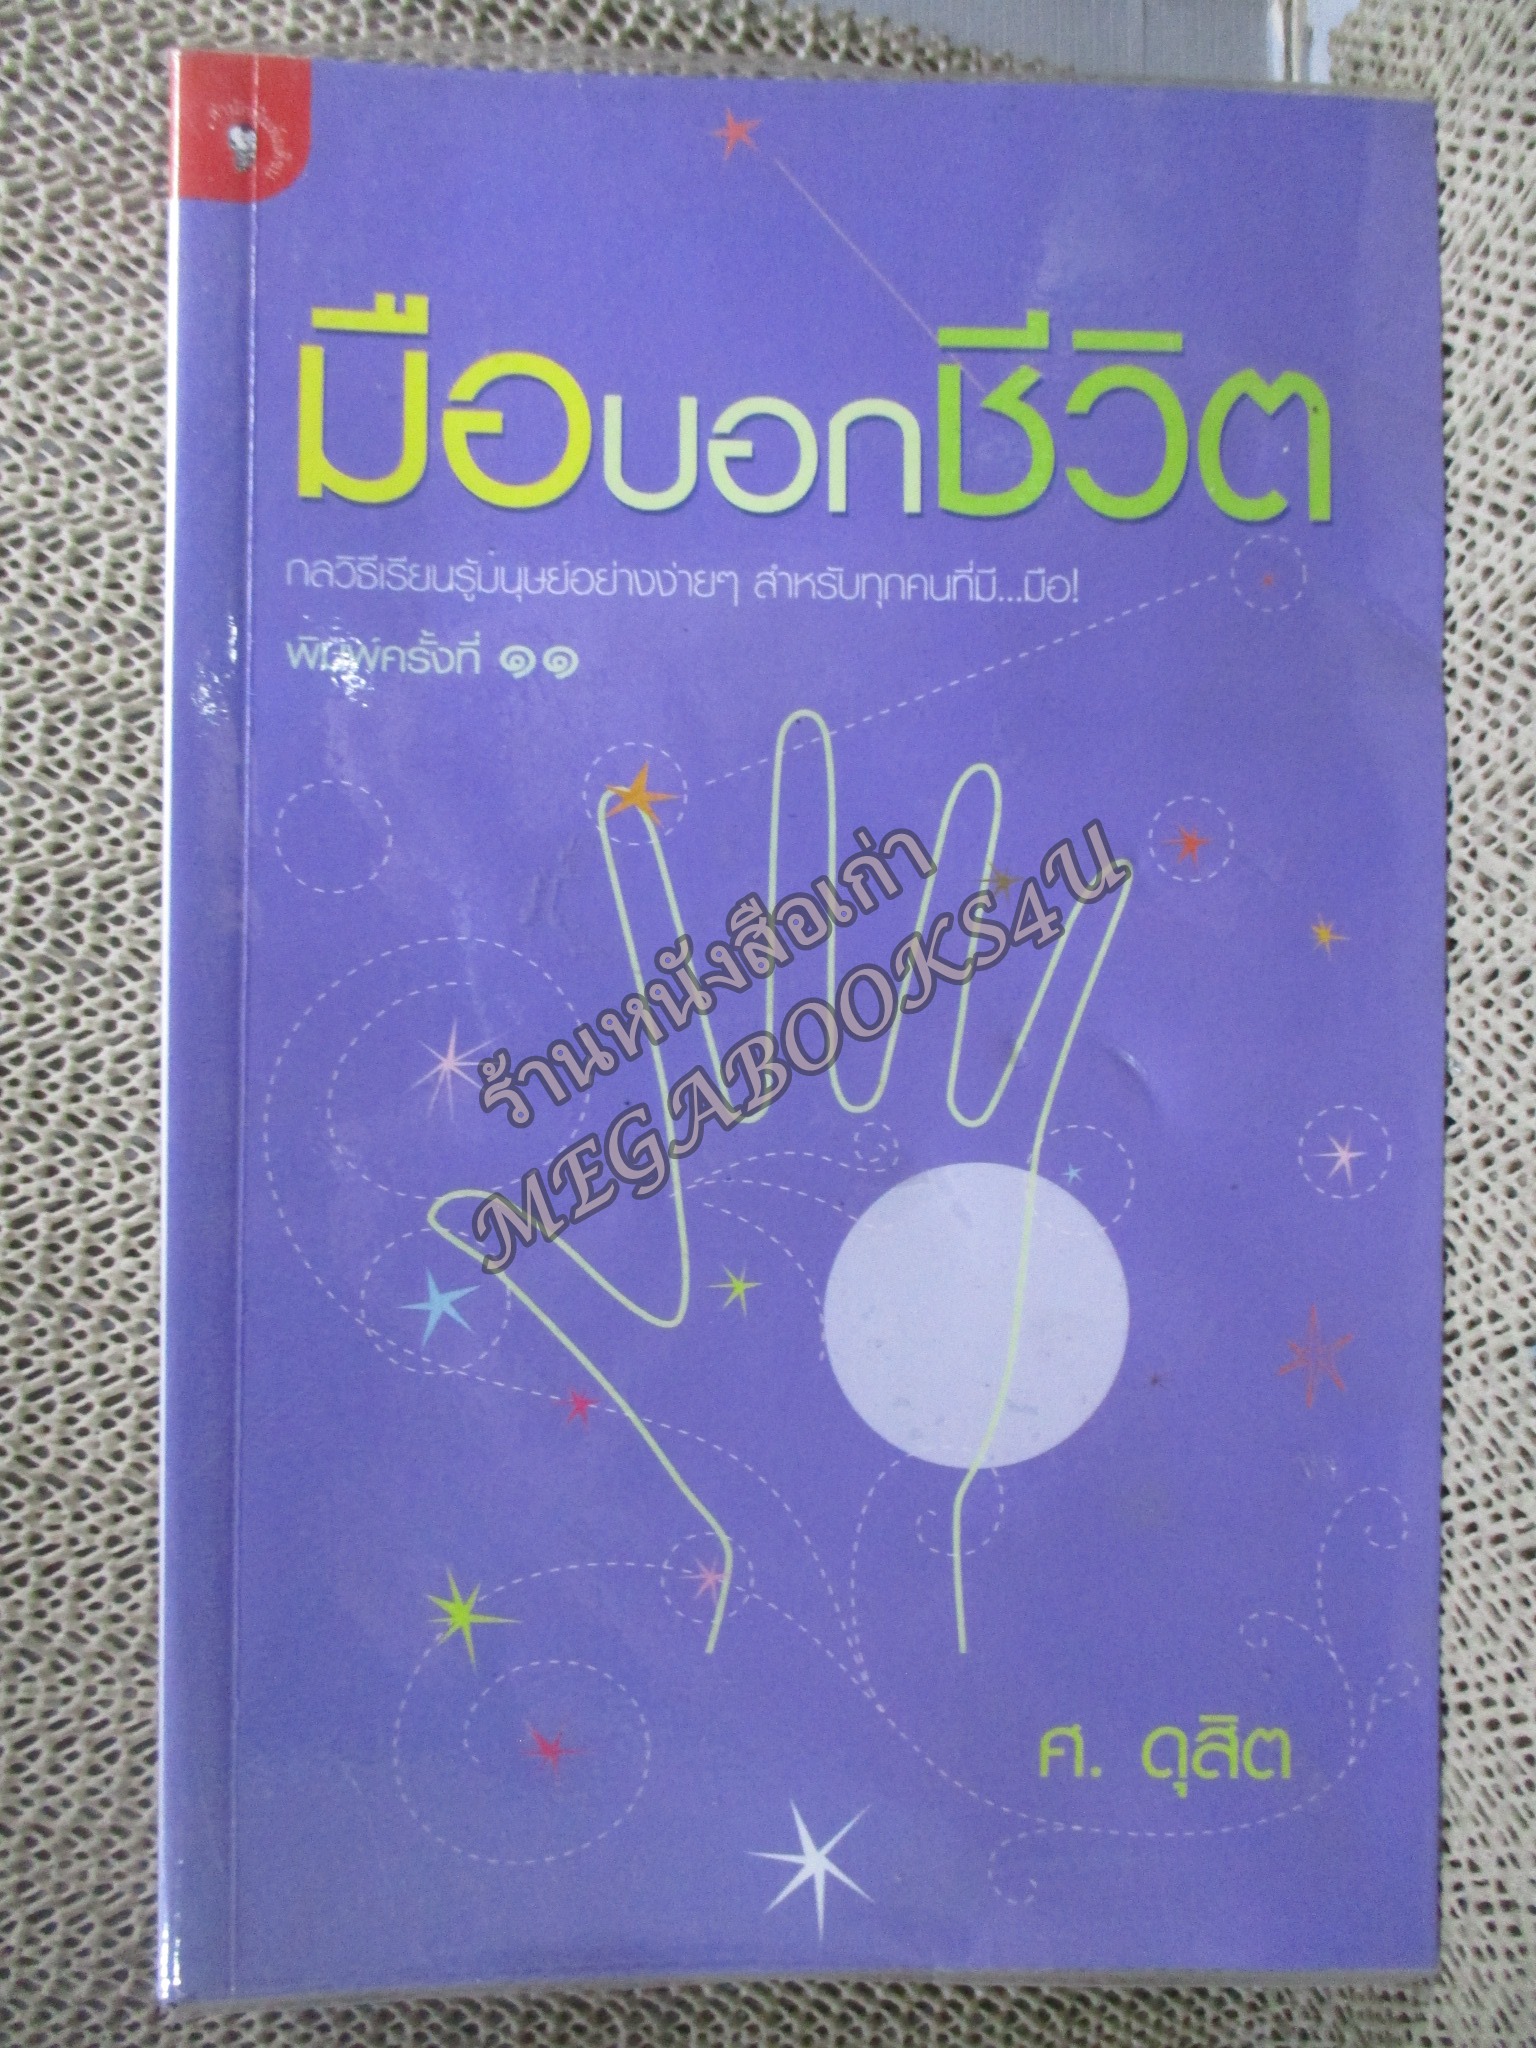 มือบอกชีวิต
กลวิธีเรียนรู้มนุษย์อย่างง่ายๆ สำหรับทุกคนที่มี...มือ!
พิมพ์ครั้งที่ ๑๑
ร้านหนังสือเก่า
MEGABOOKS4U
ศ. ดุสิต